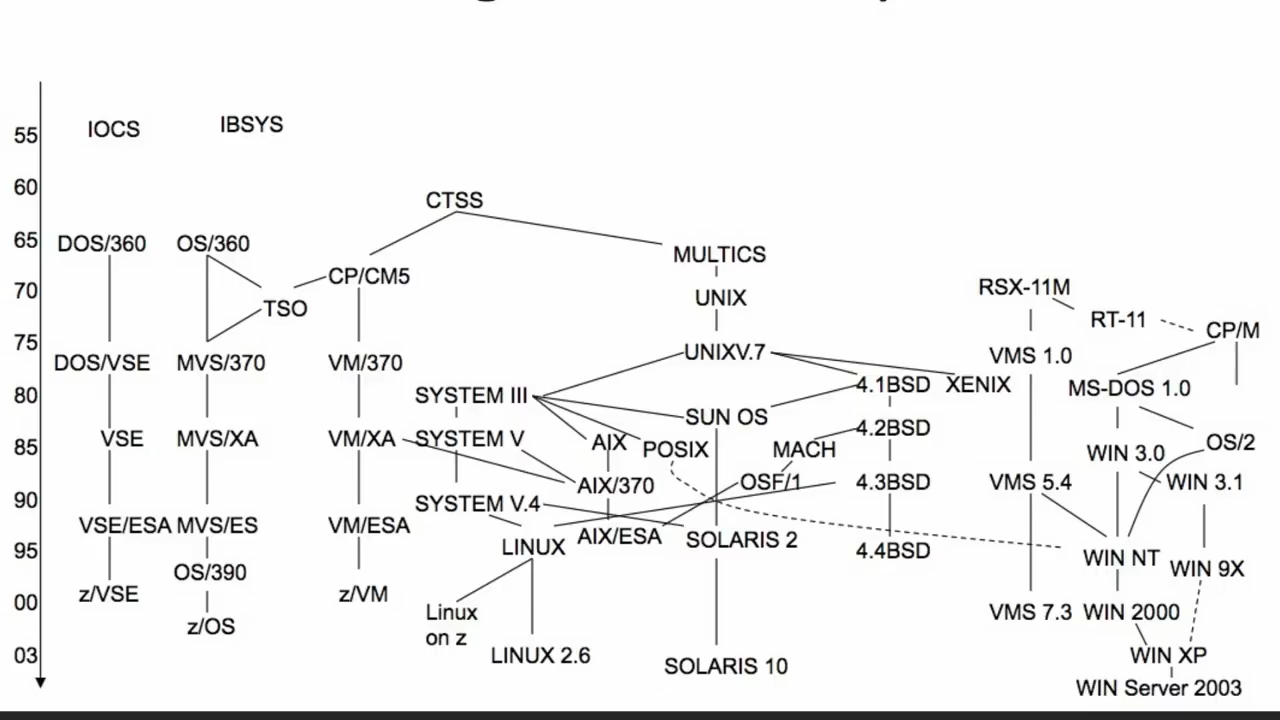 55
IOCS
IBSYS
60
CTSS
65
DOS/360
OS/360
MULTICS
70
CP/CM5
TSO
UNIX
RSX-11M
RT-11
CP/M
75
DOS/VSE
MVS/370
VM/370
UNIXV.7
VMS 1.0
80
SYSTEM III
SUN OS
4.1BSD
XENIX
MS-DOS 1.0
85
VSE
MVS/XA
VM/XA
SYSTEM V
AIX
POSIX
MACH
4.2BSD
WIN 3.0
OS/2
90
SYSTEM V.4
AIX/370
OSF/1
4.3BSD
VMS 5.4
WIN 3.1
VSE/ESA
MVS/ES
VM/ESA
95
LINUX
AIX/ESA
SOLARIS 2
4.4BSD
WIN NT
WIN 9X
OS/390
00
z/VSE
z/OS
z/VM
Linux
on z
VMS 7.3
WIN 2000
03
LINUX 2.6
SOLARIS 10
WIN XP
WIN Server 2003